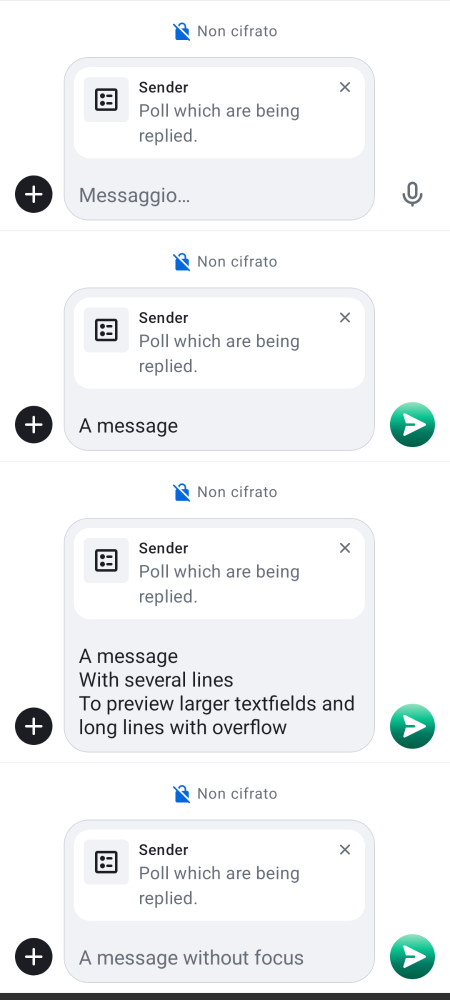 Non cifrato
Sender
Poll which are being
replied.
Messaggio…
Non cifrato
Sender
Poll which are being
replied.
A message
Non cifrato
Sender
Poll which are being
replied.
A message
With several lines
To preview larger textfields and
long lines with overflow
Non cifrato
Sender
Poll which are being
replied.
A message without focus